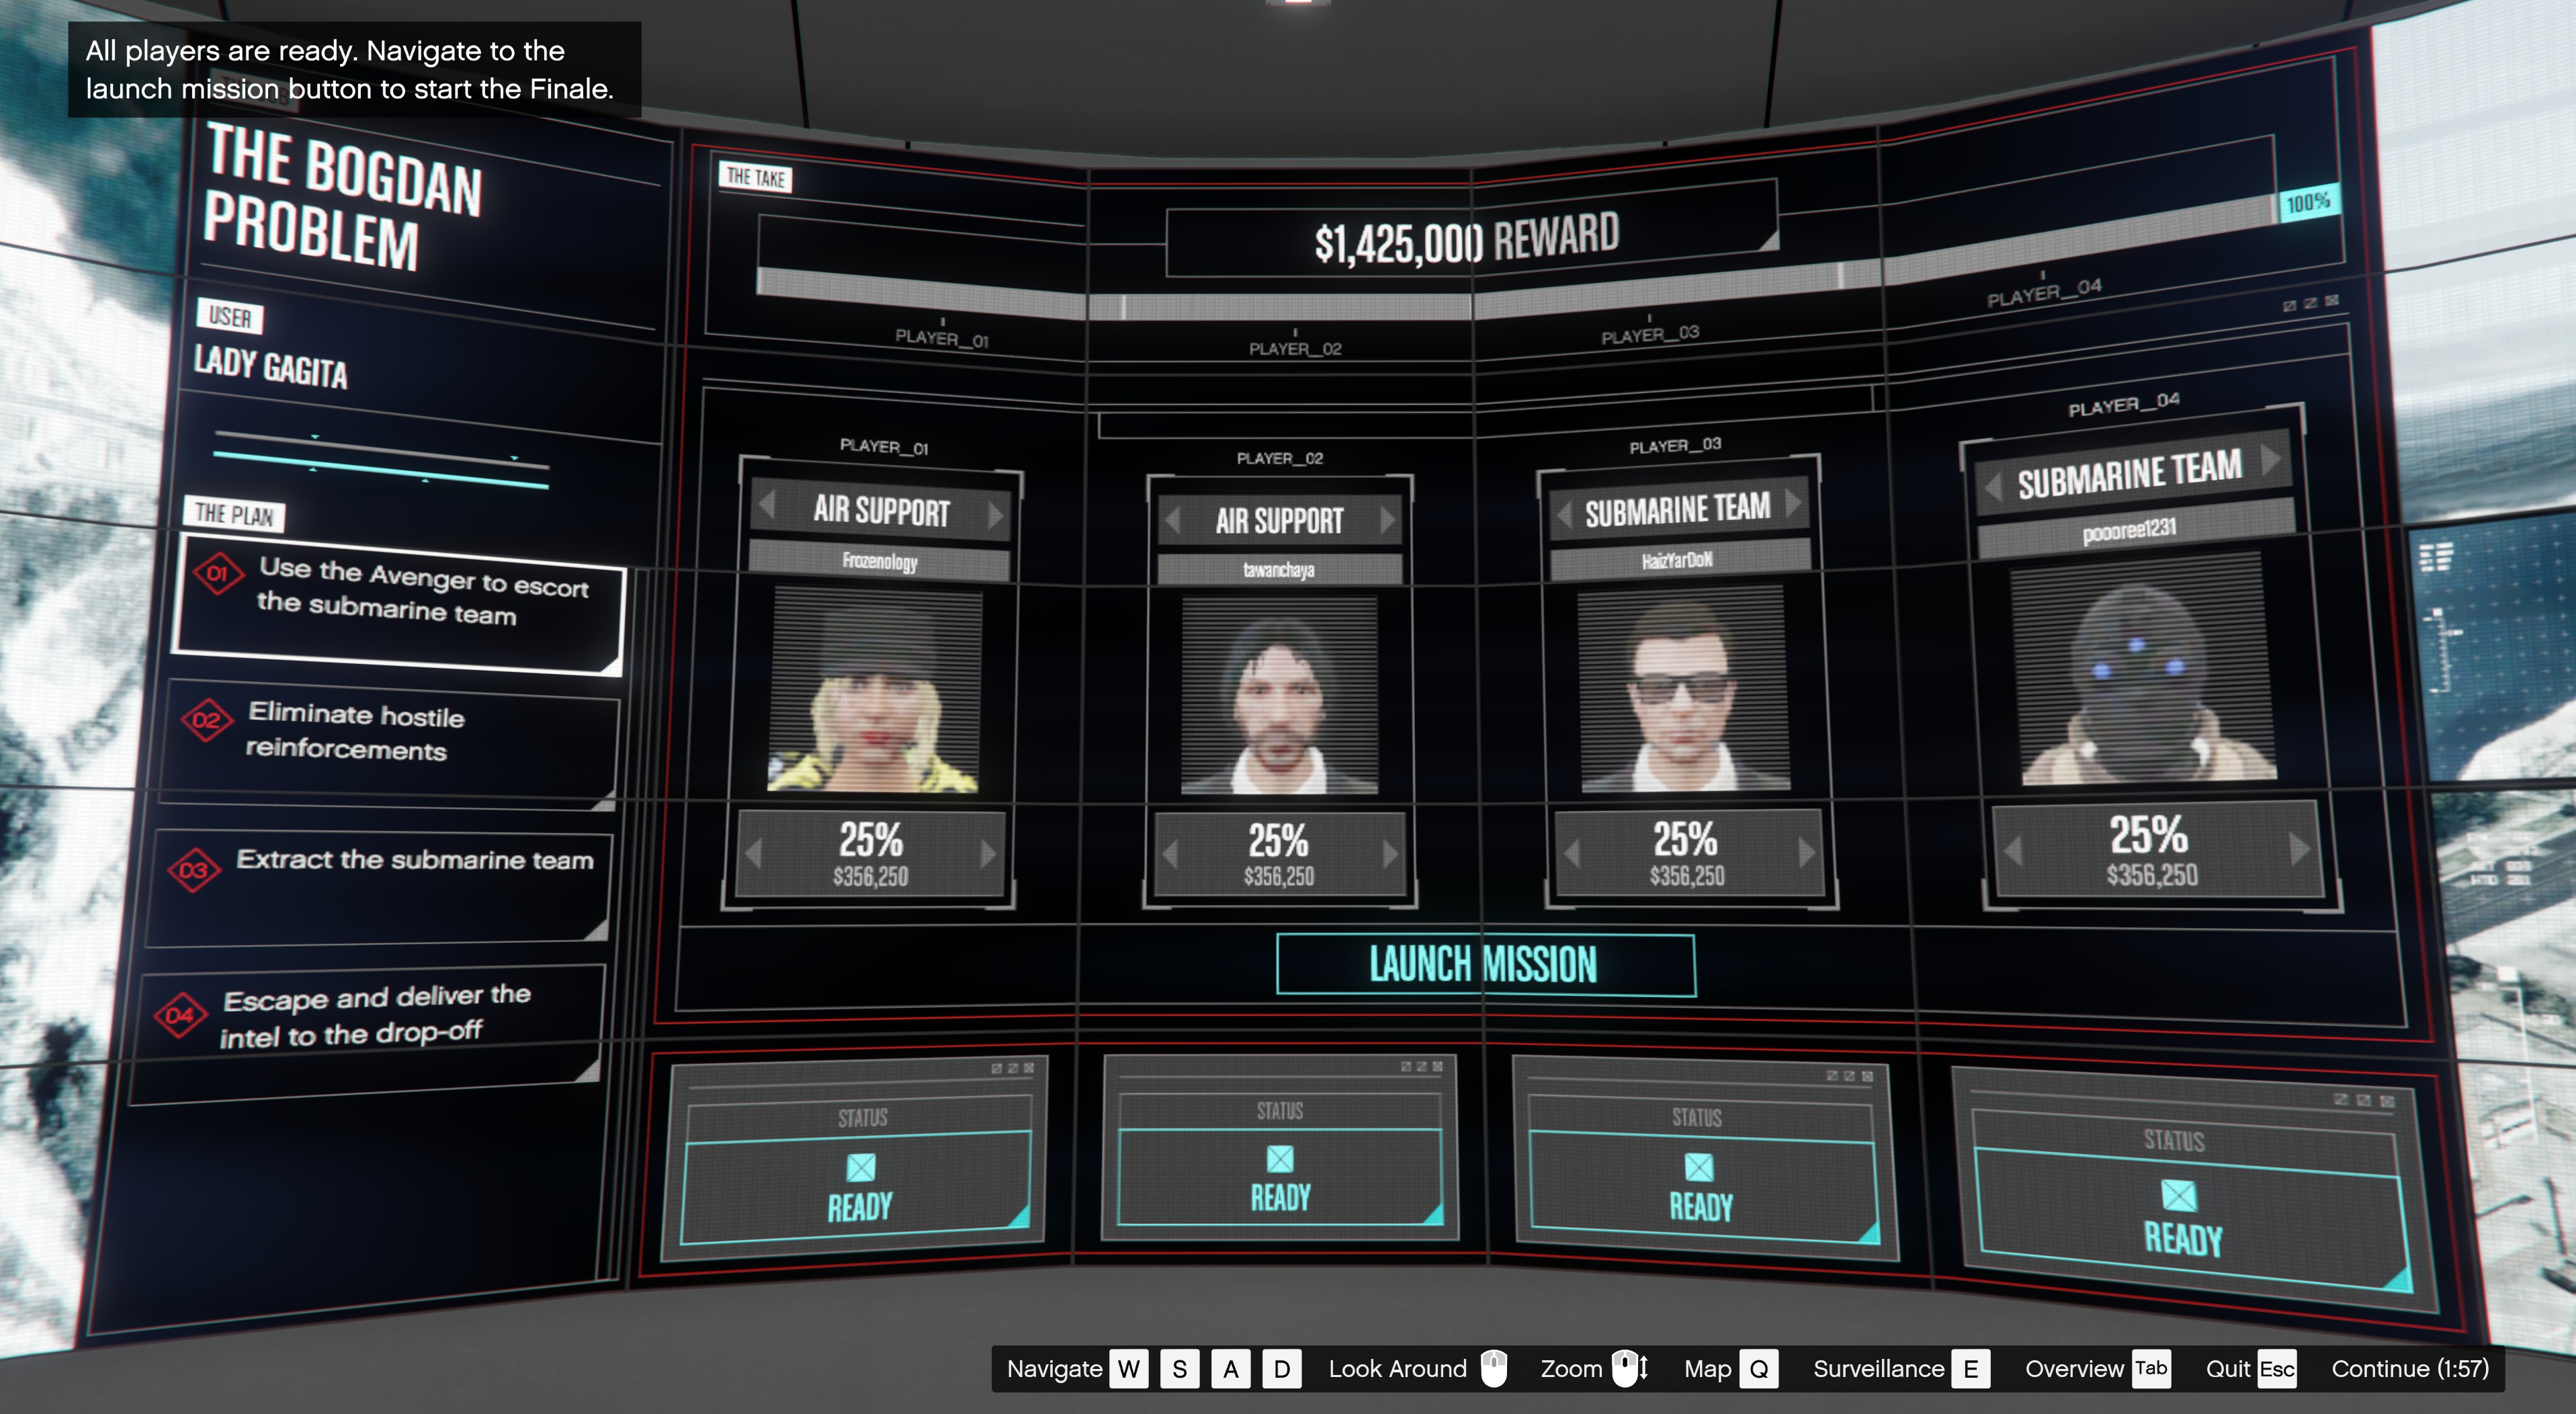 All players are ready. Navigate to the
launch mission button to start the Finale.
THE BOGDAN
PROBLEM
USER
LADY GAGITA
THE PLAN
01 Use the Avenger to escort
the submarine team
02 Eliminate hostile
reinforcements
03 Extract the submarine team
04 Escape and deliver the
intel to the drop-off
THE TAKE
$1,425,000 REWARD
100%
PLAYER_01
PLAYER_02
PLAYER_03
PLAYER_04
PLAYER_01
AIR SUPPORT
Frozenology
25%
$356,250
PLAYER_02
AIR SUPPORT
tawanchaya
25%
$356,250
PLAYER_03
SUBMARINE TEAM
HaiizYarDoN
25%
$356,250
PLAYER_04
SUBMARINE TEAM
poooree1231
25%
$356,250
LAUNCH MISSION
STATUS
READY
STATUS
READY
STATUS
READY
STATUS
READY
Navigate W S A D Look Around Zoom Map Q Surveillance E Overview Tab Quit Esc Continue (1:57)